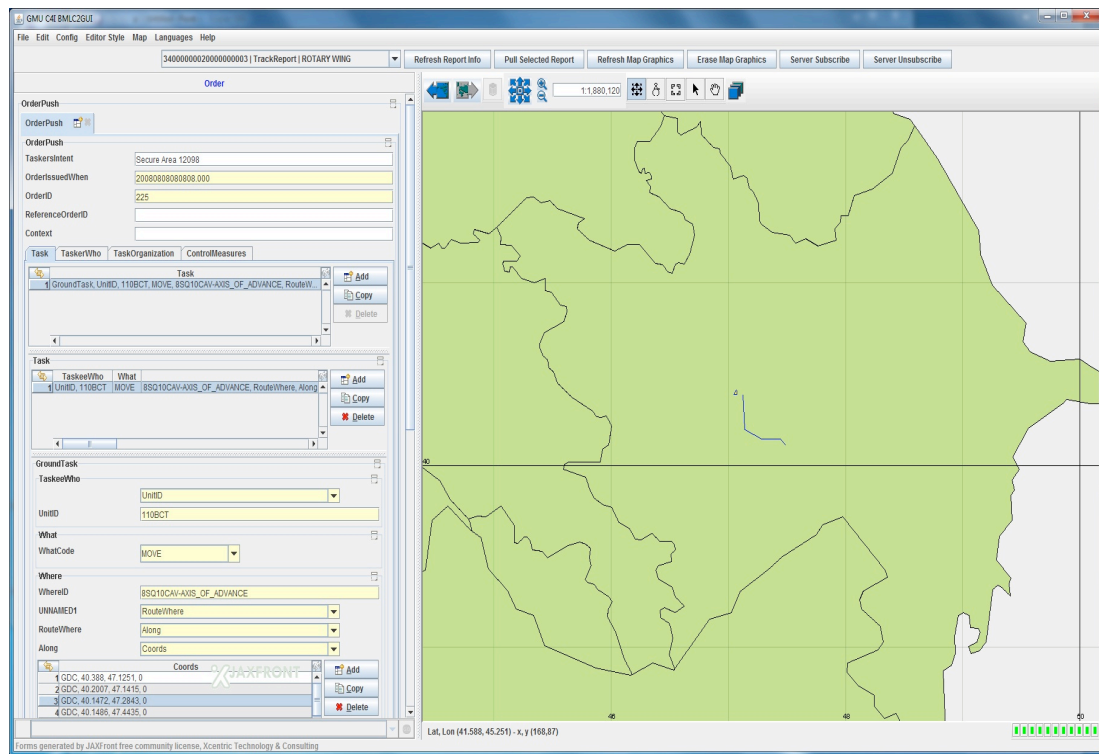 GMU C4I BMLC2GUI
File Edit Config Editor Style Map Languages Help
34000000020000000003 | TrackReport | ROTARY WING Refresh Report Info Pull Selected Report Refresh Map Graphics Erase Map Graphics Server Subscribe Server Unsubscribe
Order
OrderPush
OrderPush
OrderPush
TaskersIntent Secure Area 12098
OrderIssuedWhen 20080808080808.000
OrderID 225
ReferenceOrderID
Context
Task TaskerWho TaskOrganization ControlMeasures
Task
1 GroundTask, UnitID, 110BCT, MOVE, 8SQ10CAV-AXIS_OF_ADVANCE, RouteW...
Add
Copy
Delete
Task
TaskeeWho What
1 UnitID, 110BCT MOVE 8SQ10CAV-AXIS_OF_ADVANCE, RouteWhere, Along
Add
Copy
Delete
GroundTask
TaskeeWho
UnitID
UnitID 110BCT
What
WhatCode MOVE
Where
WhereID 8SQ10CAV-AXIS_OF_ADVANCE
UNNAMED1 RouteWhere
RouteWhere Along
Along Coords
Coords
1 GDC, 40.388, 47.1251, 0
2 GDC, 40.2007, 47.1415, 0
3 GDC, 40.1472, 47.2843, 0
4 GDC, 40.1486, 47.4435, 0
JAXFRONT
Add
Copy
Delete
Forms generated by JAXFront free community license, Xcentric Technology & Consulting
1:1,880,120
40
46 48 50
Lat, Lon (41.588, 45.251) - x, y (168,87)